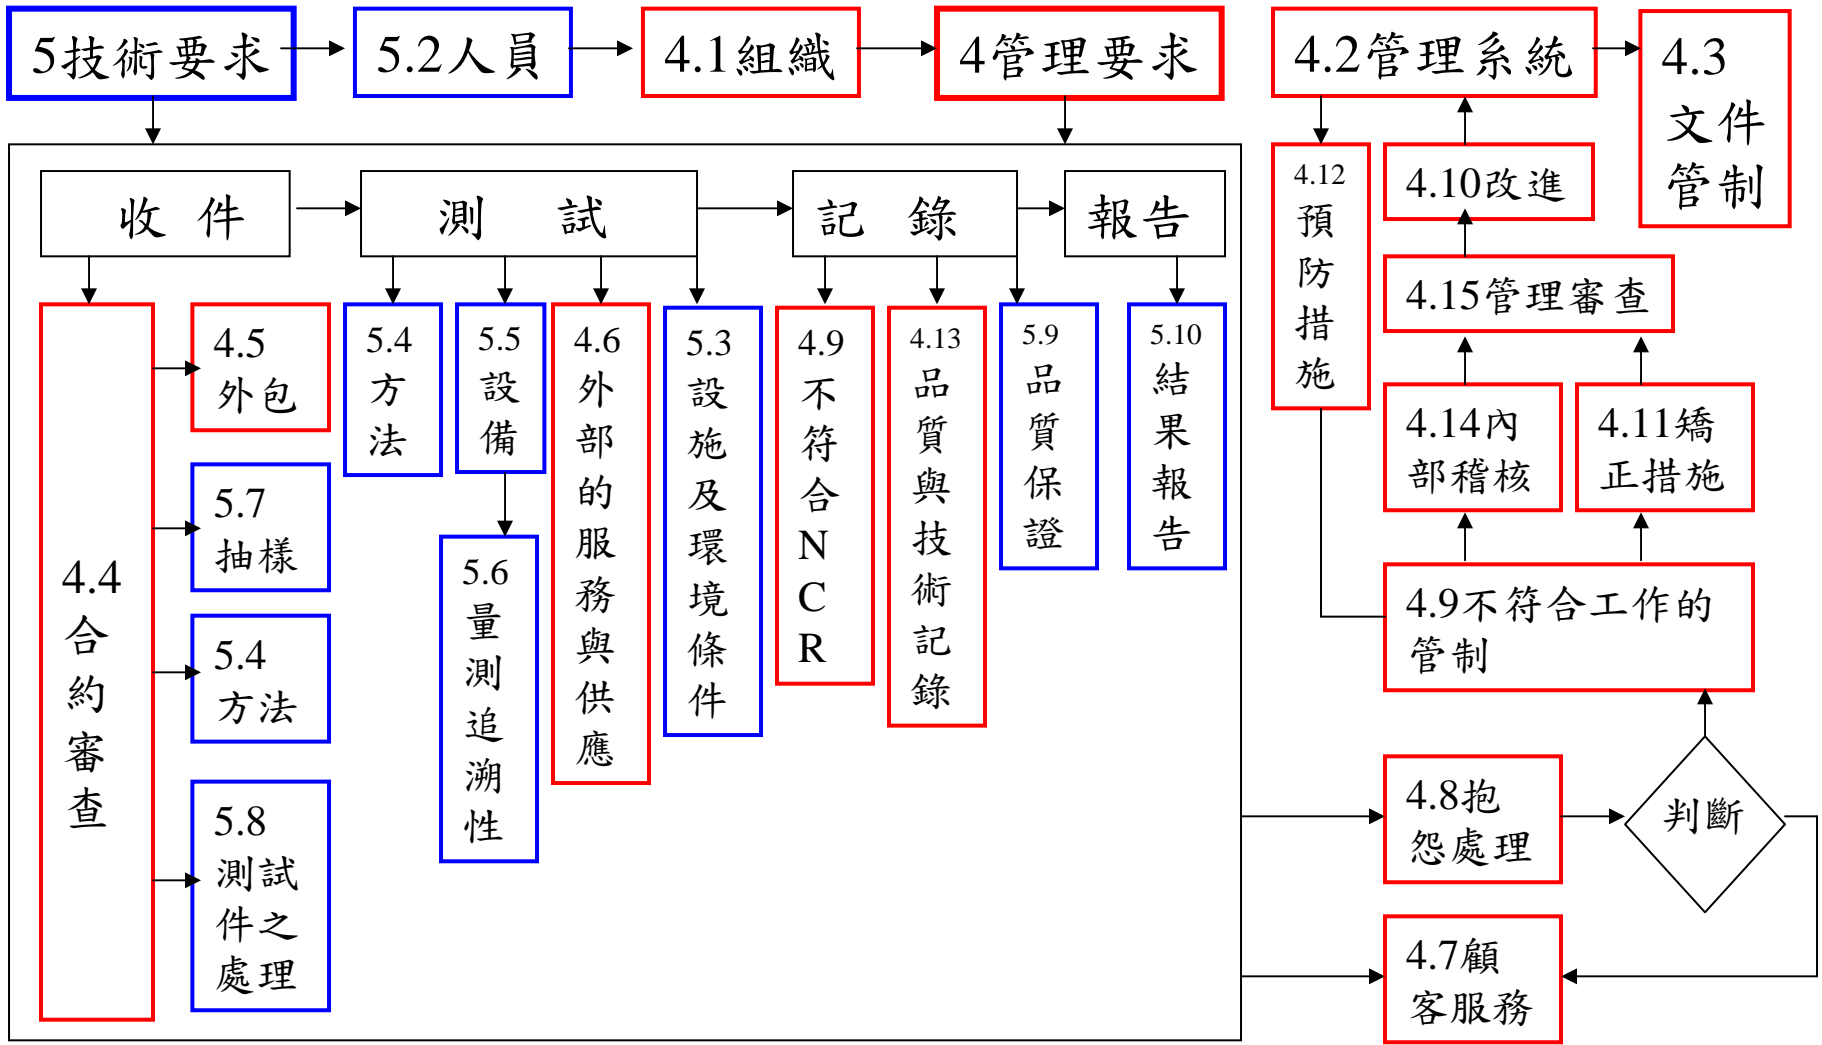 5技術要求
5.2人員
4.1組織
4管理要求
4.2管理系統
4.3
文件
管制
收 件
測 試
記 錄
報告
4.4
合
約
審
查
4.5
外包
5.7
抽樣
5.4
方法
5.8
測試
件之
處理
5.4
方
法
5.5
設
備
5.6
量
測
追
溯
性
4.6
外
部
的
服
務
與
供
應
5.3
設
施
及
環
境
條
件
4.9
不
符
合
N
C
R
4.13
品
質
與
技
術
記
錄
5.9
品
質
保
證
5.10
結
果
報
告
4.12
預
防
措
施
4.10改進
4.15管理審查
4.14內
部稽核
4.11矯
正措施
4.9不符合工作的
管制
4.8抱
怨處理
判斷
4.7顧
客服務